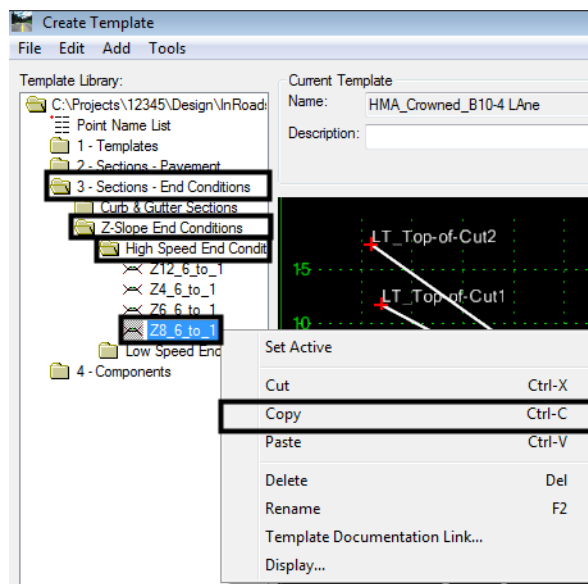 Create Template
File Edit Add Tools
Template Library:
C:\Projects\12345\Design\InRoad
Point Name List
1 - Templates
2 - Sections - Pavement
3 - Sections - End Conditions
Curb & Gutter Sections
Z-Slope End Conditions
High Speed End Condit
Z12_6_to_1
Z4_6_to_1
Z6_6_to_1
Z8_6_to_1
Low Speed End
4 - Components
Current Template
Name: HMA_Crowned_B10-4 LAne
Description:
LT_Top-of-Cut2
15
LT_Top-of-Cut1
10
Set Active
Cut Ctrl-X
Copy Ctrl-C
Paste Ctrl-V
Delete Del
Rename F2
Template Documentation Link...
Display...